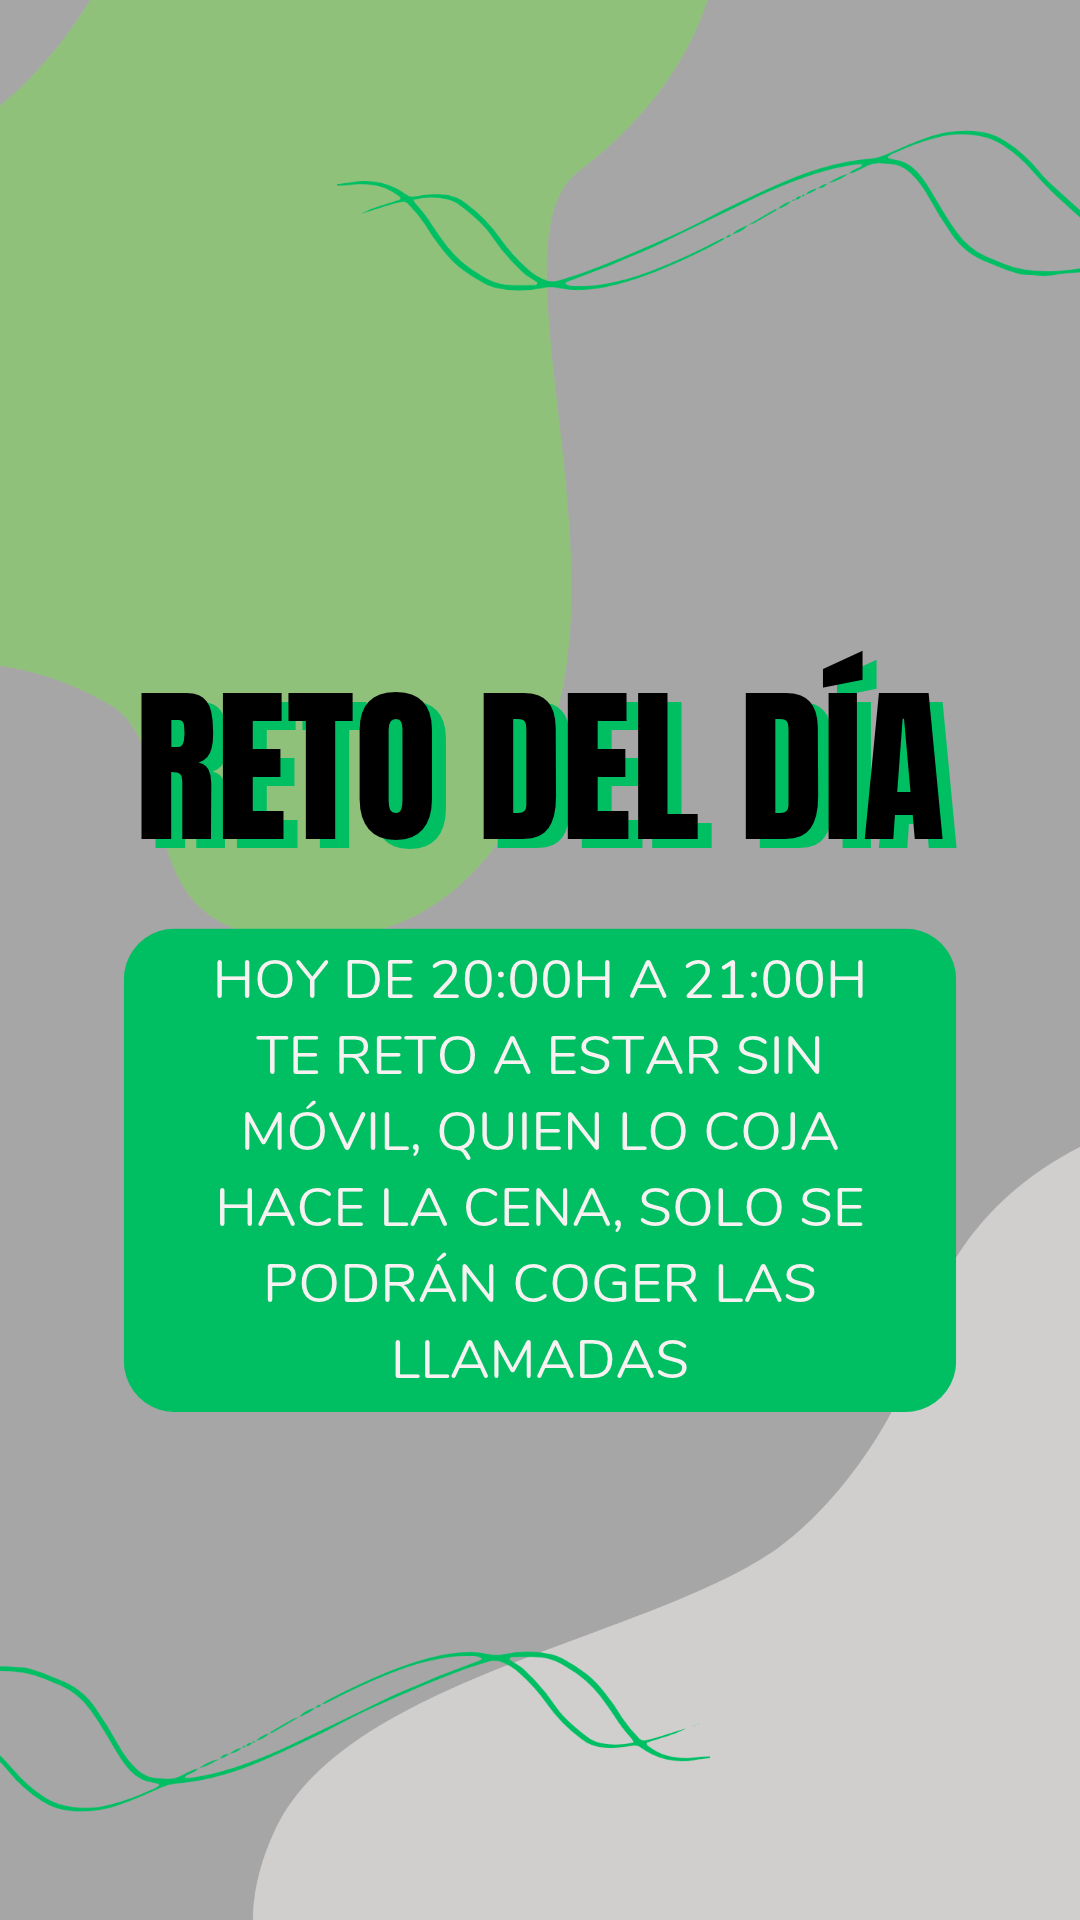 RETO DEL DÍA
HOY DE 20:00H A 21:00H
TE RETO A ESTAR SIN
MÓVIL, QUIEN LO COJA
HACE LA CENA, SOLO SE
PODRÁN COGER LAS
LLAMADAS